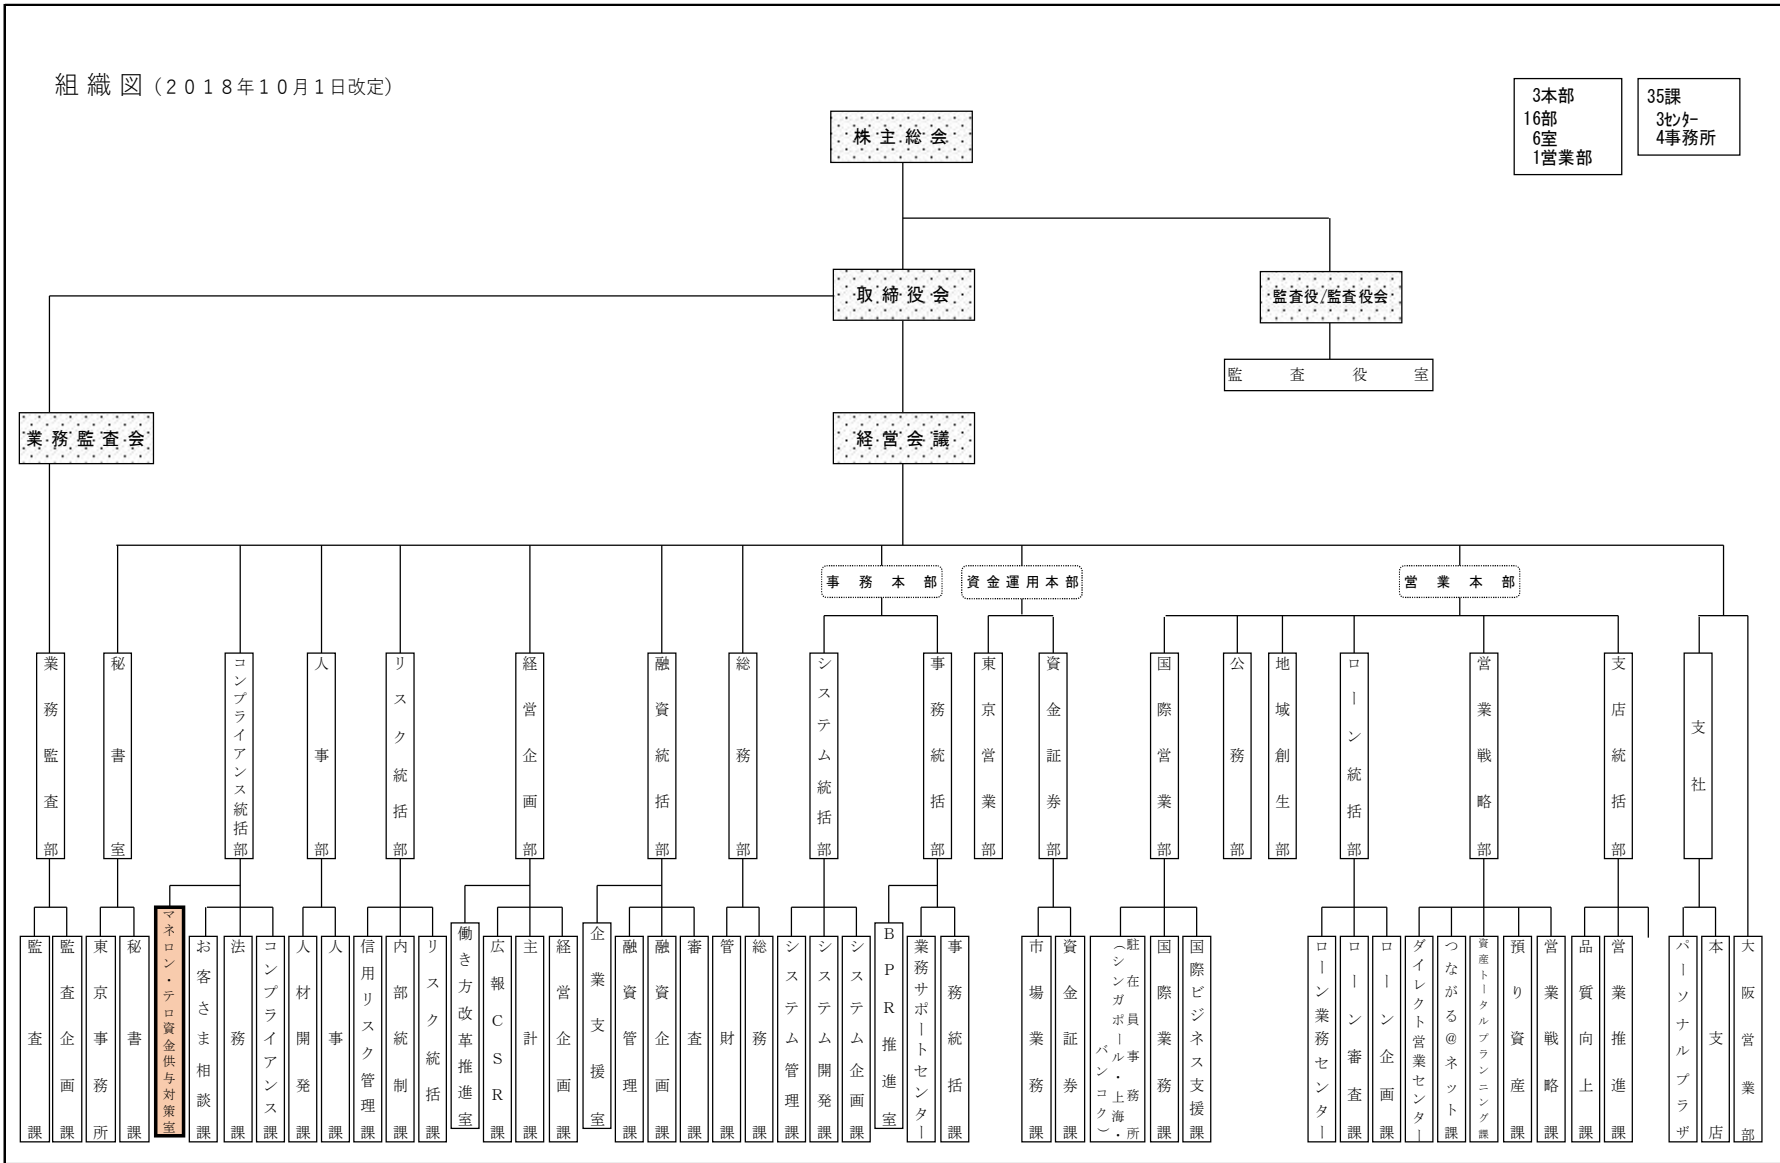 組織図(2018年10月1日改定)
3本部
16部
6室
1営業部
35課
3センター
4事務所
株主総会
取締役会
監査役/監査役会
監査役室
業務監査会
経営会議
事務本部
資金運用本部
営業本部
業務監査部
秘書室
コンプライアンス統括部
人事部
リスク統括部
経営企画部
融資統括部
総務部
システム統括部
事務統括部
東京営業部
資金証券部
国際営業部
公務部
地域創生部
ローン統括部
営業戦略部
支店統括部
支社
監査課
監査企画課
東京事務所
秘書課
マネロン・テロ資金供与対策室
お客さま相談課
法務課
コンプライアンス課
人材開発課
人事課
信用リスク管理課
内部統制課
リスク統括課
働き方改革推進室
広報CSR課
主計課
経営企画課
企業支援室
融資管理課
融資企画課
審査課
管財課
総務課
システム管理課
システム開発課
システム企画課
BPR推進室
業務サポートセンター
事務統括課
市場業務課
資金証券課
駐在員事務所
(シンガポール・上海・
バンコク)
国際業務課
国際ビジネス支援課
ローン業務センター
ローン審査課
ローン企画課
ダイレクト営業センター
つながる@ネット課
資産トータルプランニング課
預り資産課
営業戦略課
品質向上課
営業推進課
パーソナルプラザ
本支店
大阪営業部